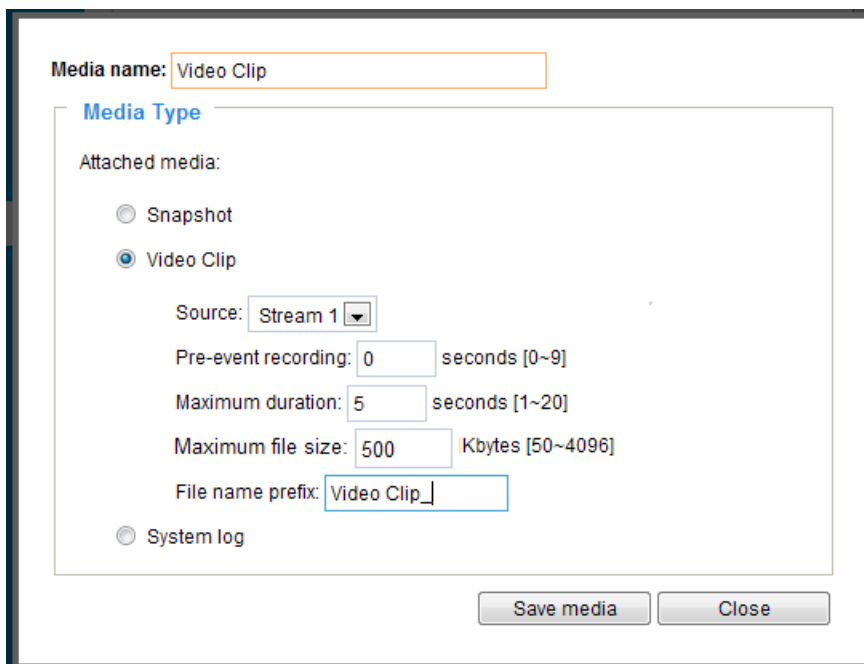 Media name: Video Clip
Media Type
Attached media:
Snapshot
Video Clip
Source: Stream 1
Pre-event recording: 0 seconds [0~9]
Maximum duration: 5 seconds [1~20]
Maximum file size: 500 Kbytes [50~4096]
File name prefix: Video Clip_
System log
Save media Close